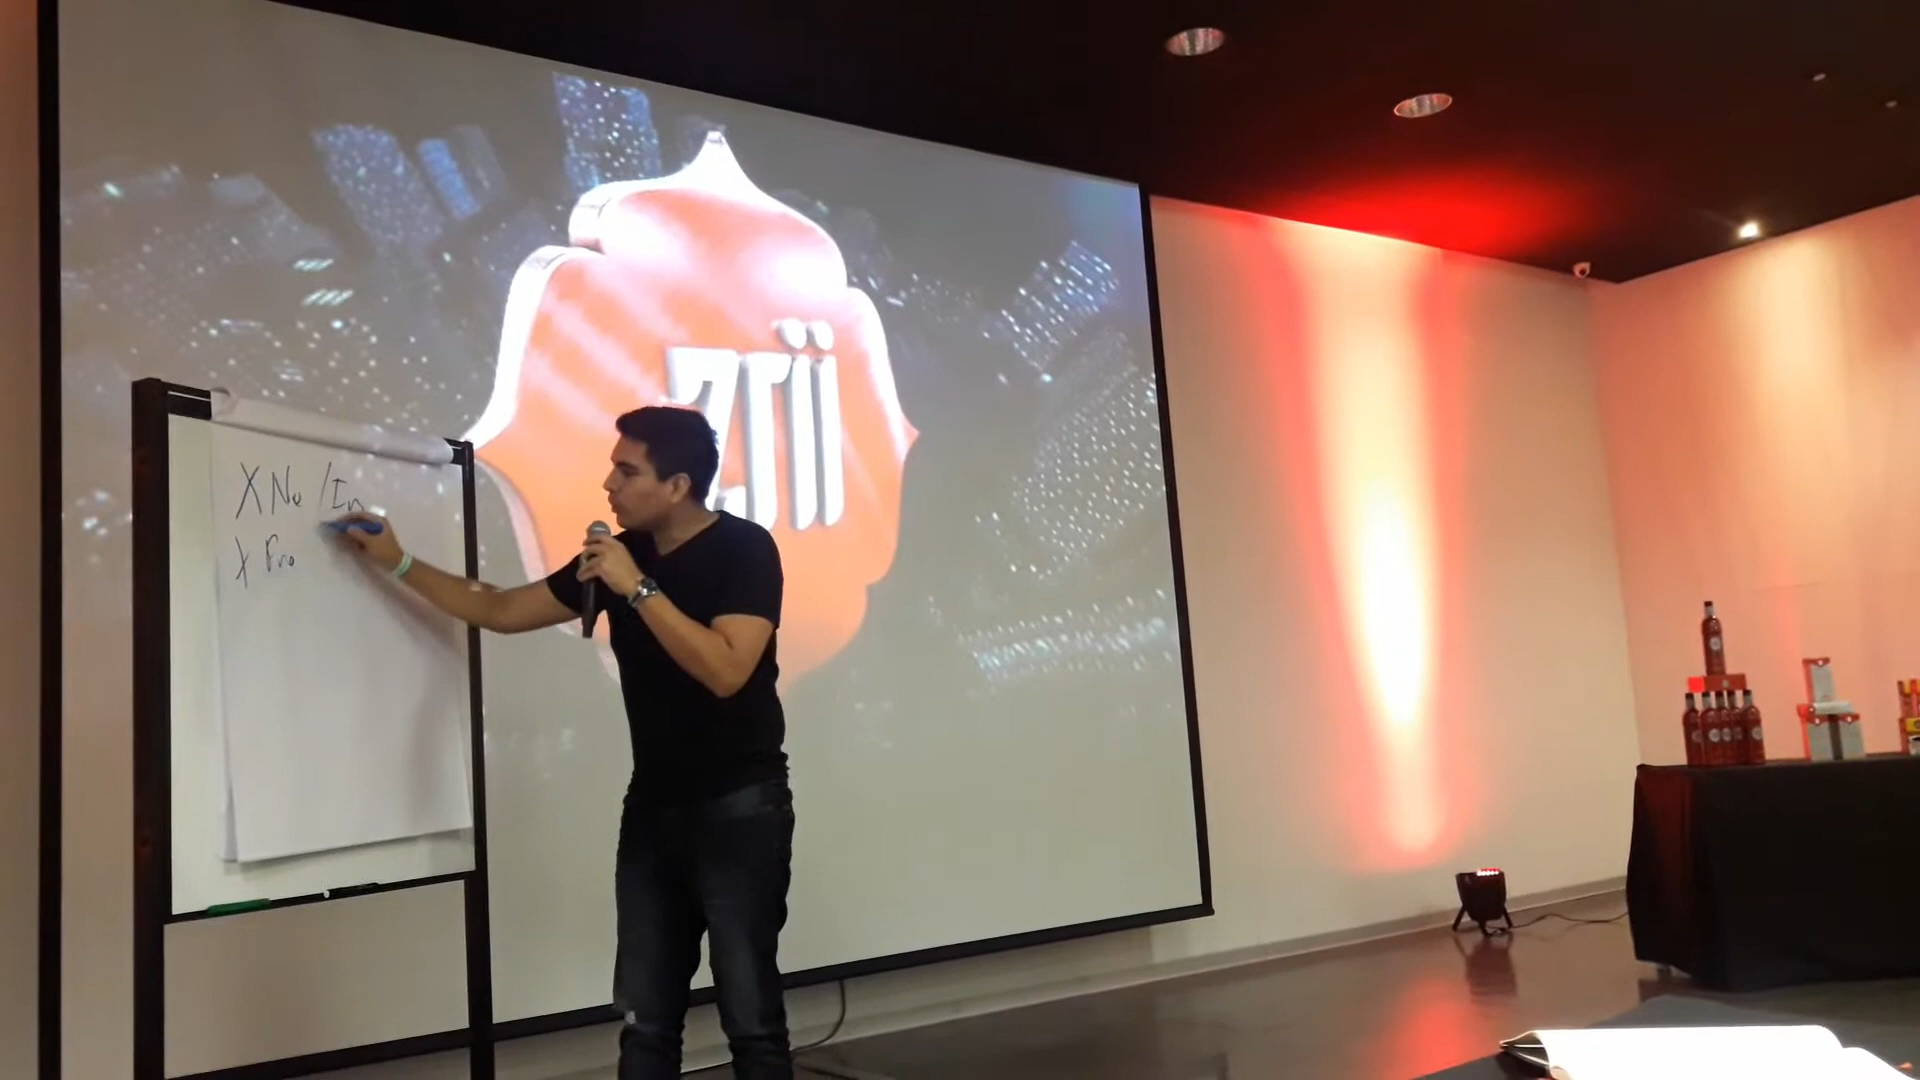 zrii
X Ne / In
X Pro